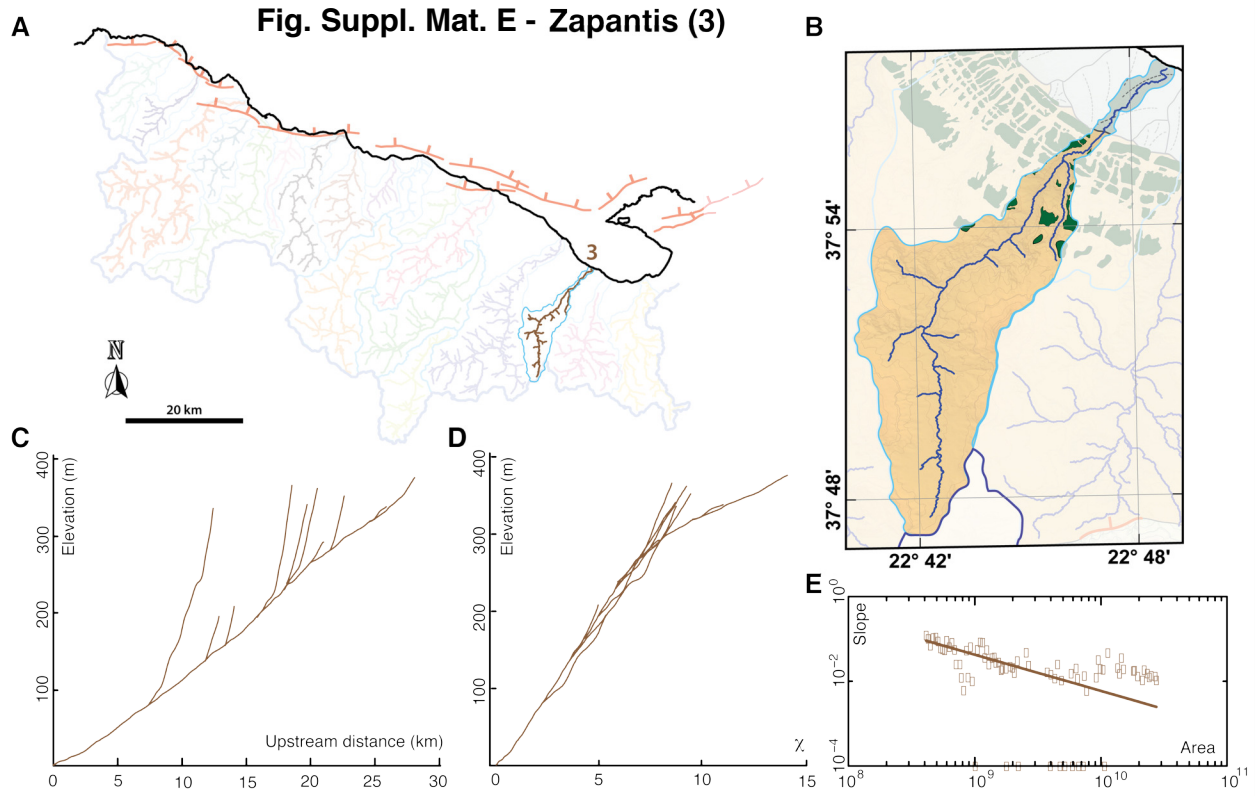 Fig. Suppl. Mat. E - Zapantis (3)
A
3
N
20 km
B
37° 54'
37° 48'
22° 42'
22° 48'
C
Elevation (m)
400
300
200
100
Upstream distance (km)
0
5
10
15
20
25
30
D
Elevation (m)
400
300
200
100
χ
0
5
10
15
E
Slope
10^0
10^-2
10^-4
Area
10^8
10^9
10^10
10^11